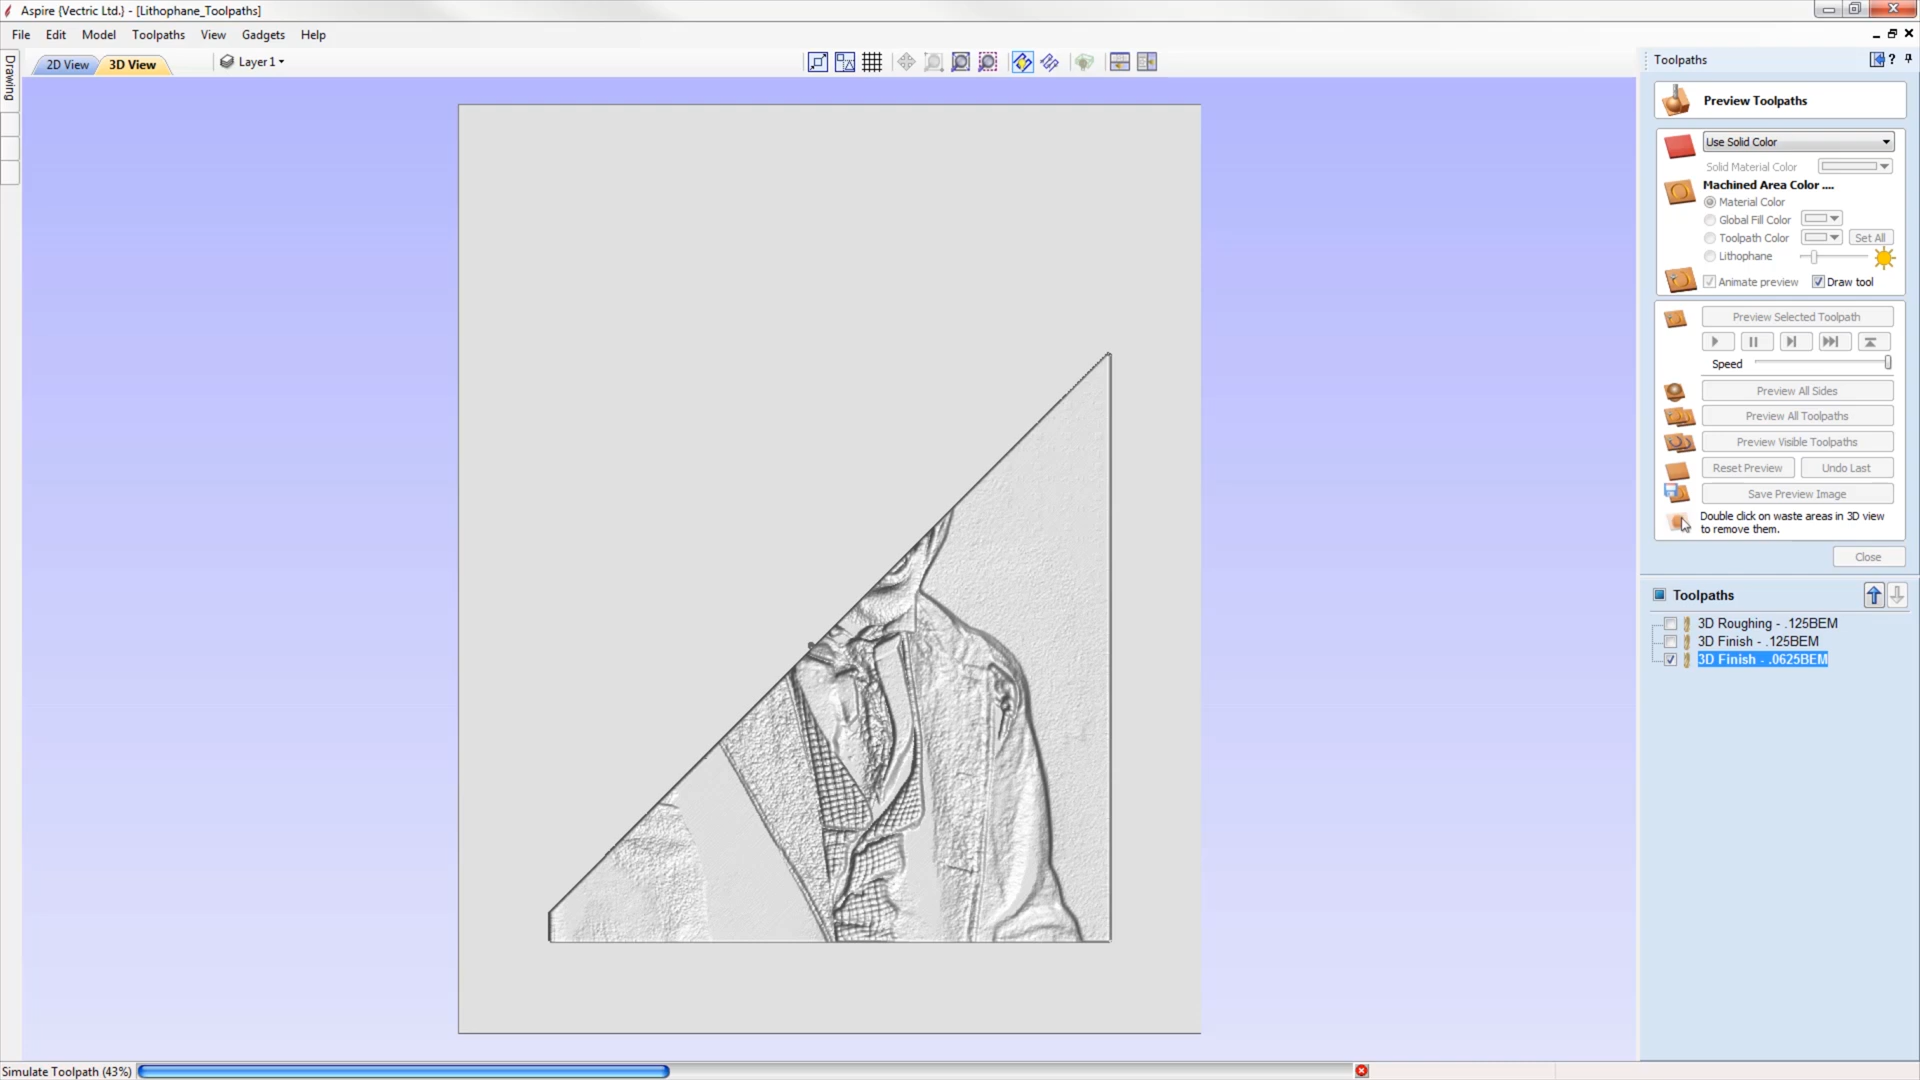 Aspire {Vectric Ltd.} - [Lithophane_Toolpaths]
File Edit Model Toolpaths View Gadgets Help
Drawing
2D View 3D View Layer 1
Toolpaths
Preview Toolpaths
Use Solid Color
Solid Material Color
Machined Area Color ....
Material Color
Global Fill Color
Toolpath Color Set All
Lithophane
Animate preview Draw tool
Preview Selected Toolpath
Speed
Preview All Sides
Preview All Toolpaths
Preview Visible Toolpaths
Reset Preview Undo Last
Save Preview Image
Double click on waste areas in 3D view
to remove them.
Close
Toolpaths
3D Roughing - .125BEM
3D Finish - .125BEM
3D Finish - .0625BEM
Simulate Toolpath (43%)